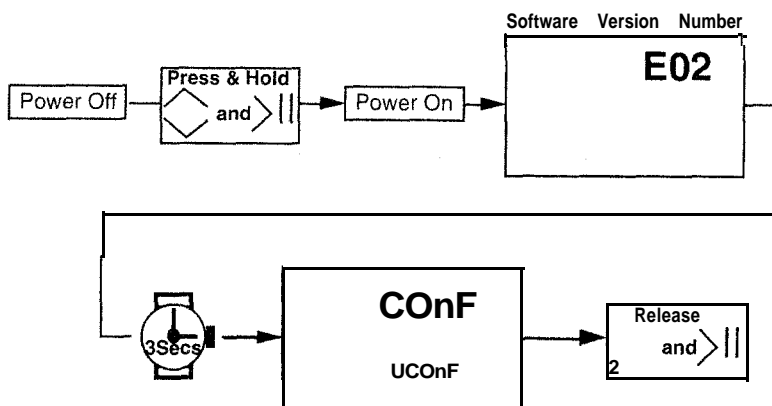 Software Version Number
E02
Press & Hold
and
Power Off
Power On
COnF
3Secs
UCOnF
Release
and
2